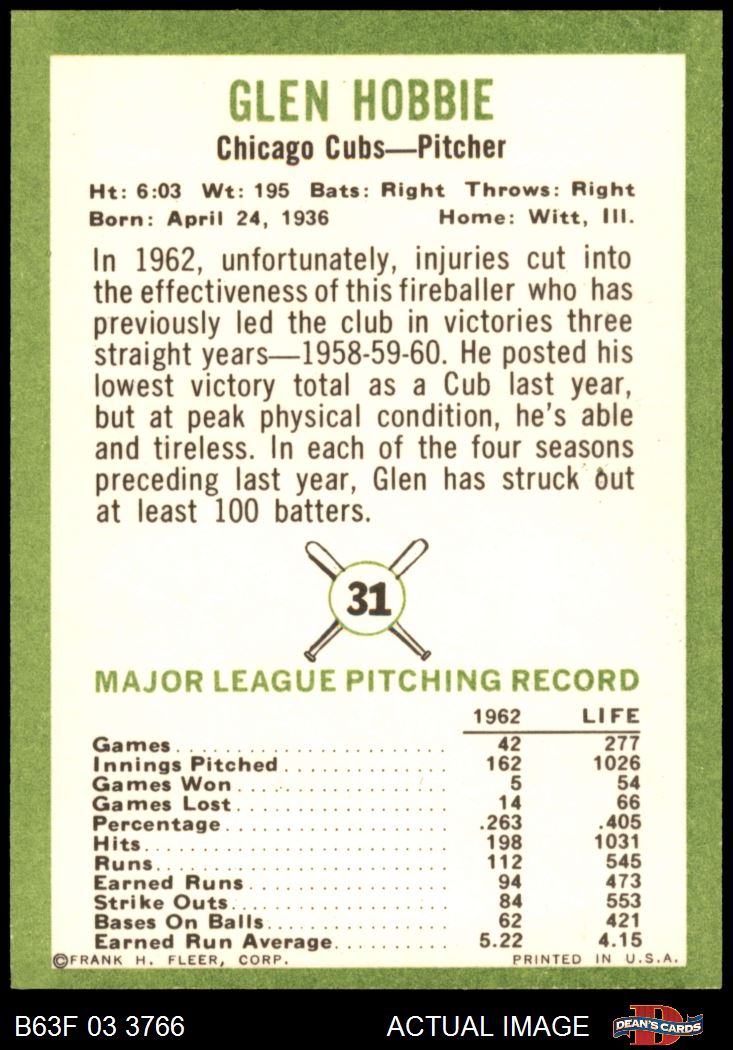 GLEN HOBBIE
Chicago Cubs—Pitcher
Ht: 6:03 Wt: 195 Bats: Right Throws: Right
Born: April 24, 1936 Home: Witt, Ill.
In 1962, unfortunately, injuries cut into
the effectiveness of this fireballer who has
previously led the club in victories three
straight years—1958-59-60. He posted his
lowest victory total as a Cub last year,
but at peak physical condition, he's able
and tireless. In each of the four seasons
preceding last year, Glen has struck out
at least 100 batters.
31
MAJOR LEAGUE PITCHING RECORD
1962 LIFE
Games 42 277
Innings Pitched 162 1026
Games Won 5 54
Games Lost 14 66
Percentage .263 .405
Hits 198 1031
Runs 112 545
Earned Runs 94 473
Strike Outs 84 553
Bases On Balls 62 421
Earned Run Average 5.22 4.15
©FRANK H. FLEER, CORP. PRINTED IN U.S.A.
B63F 03 3766 ACTUAL IMAGE DEAN'S CARDS